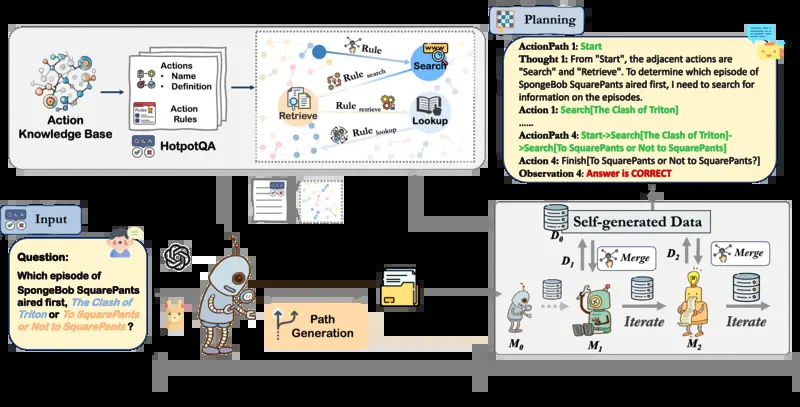 Action
Knowledge Base
Actions
• Name
• Definition
Rules
Action
Rules
Q&A
HotpotQA
Rule
WWW
Search
Rule search
Retrieve
Rule retrieve
Lookup
Rule lookup
Planning
ActionPath 1: Start
Thought 1: From "Start", the adjacent actions are
"Search" and "Retrieve". To determine which episode of
SpongeBob SquarePants aired first, I need to search for
information on the episodes.
Action 1: Search[The Clash of Triton]
......
ActionPath 4: Start->Search[The Clash of Triton]-
->Search[To SquarePants or Not to SquarePants]
Action 4: Finish[To SquarePants or Not to SquarePants?]
Observation 4: Answer is CORRECT
Q&A
Input
Question:
Which episode of
SpongeBob SquarePants
aired first, The Clash of
Triton or To SquarePants
or Not to SquarePants ?
Path
Generation
Self-generated Data
D0
D1
Merge
D2
Merge
M0
M1
Iterate
M2
Iterate